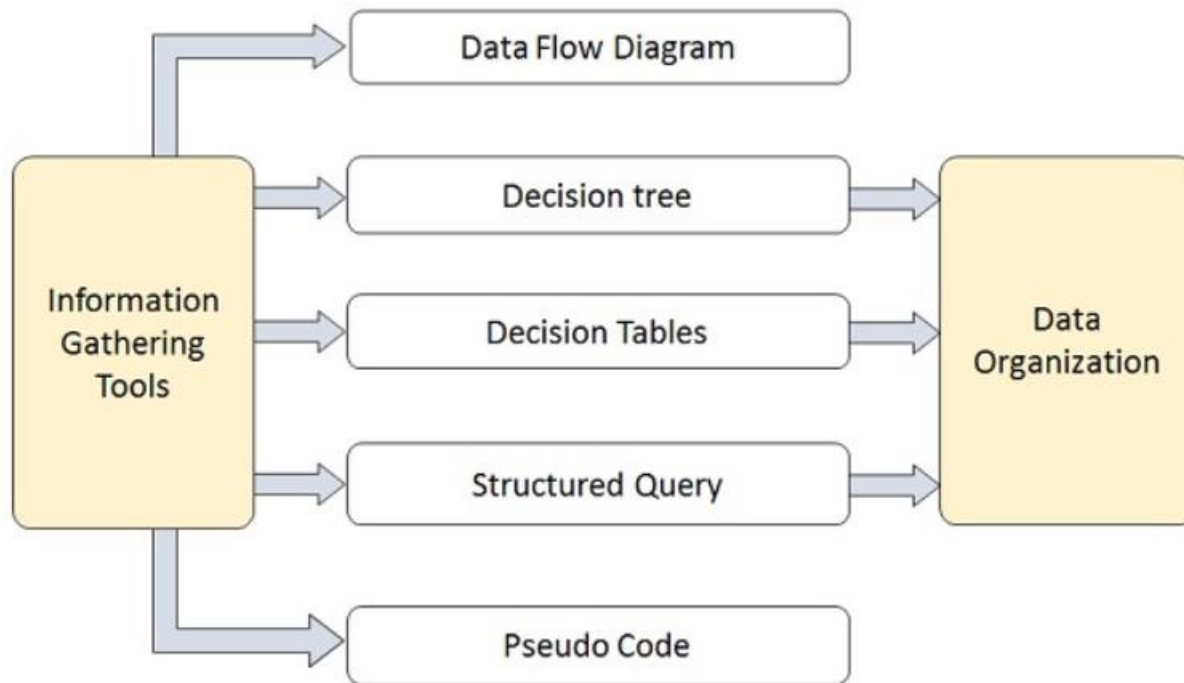 Data Flow Diagram
Decision tree
Information
Gathering
Tools
Decision Tables
Data
Organization
Structured Query
Pseudo Code